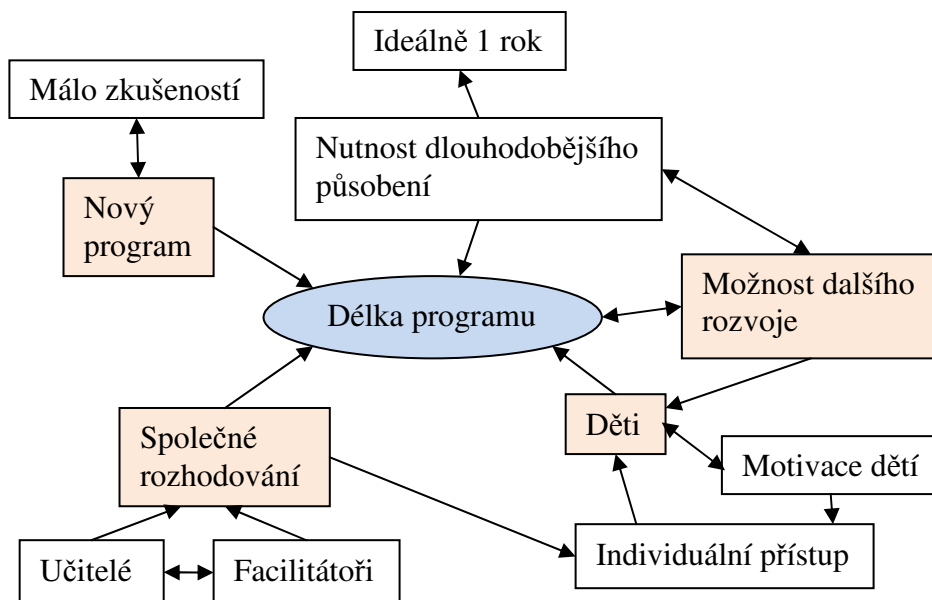 Ideálně 1 rok
Málo zkušeností
Nutnost dlouhodobějšího
působení
Nový
program
Možnost dalšího
rozvoje
Délka programu
Děti
Společné
rozhodování
Motivace dětí
Individuální přístup
Učitelé
Facilitátoři